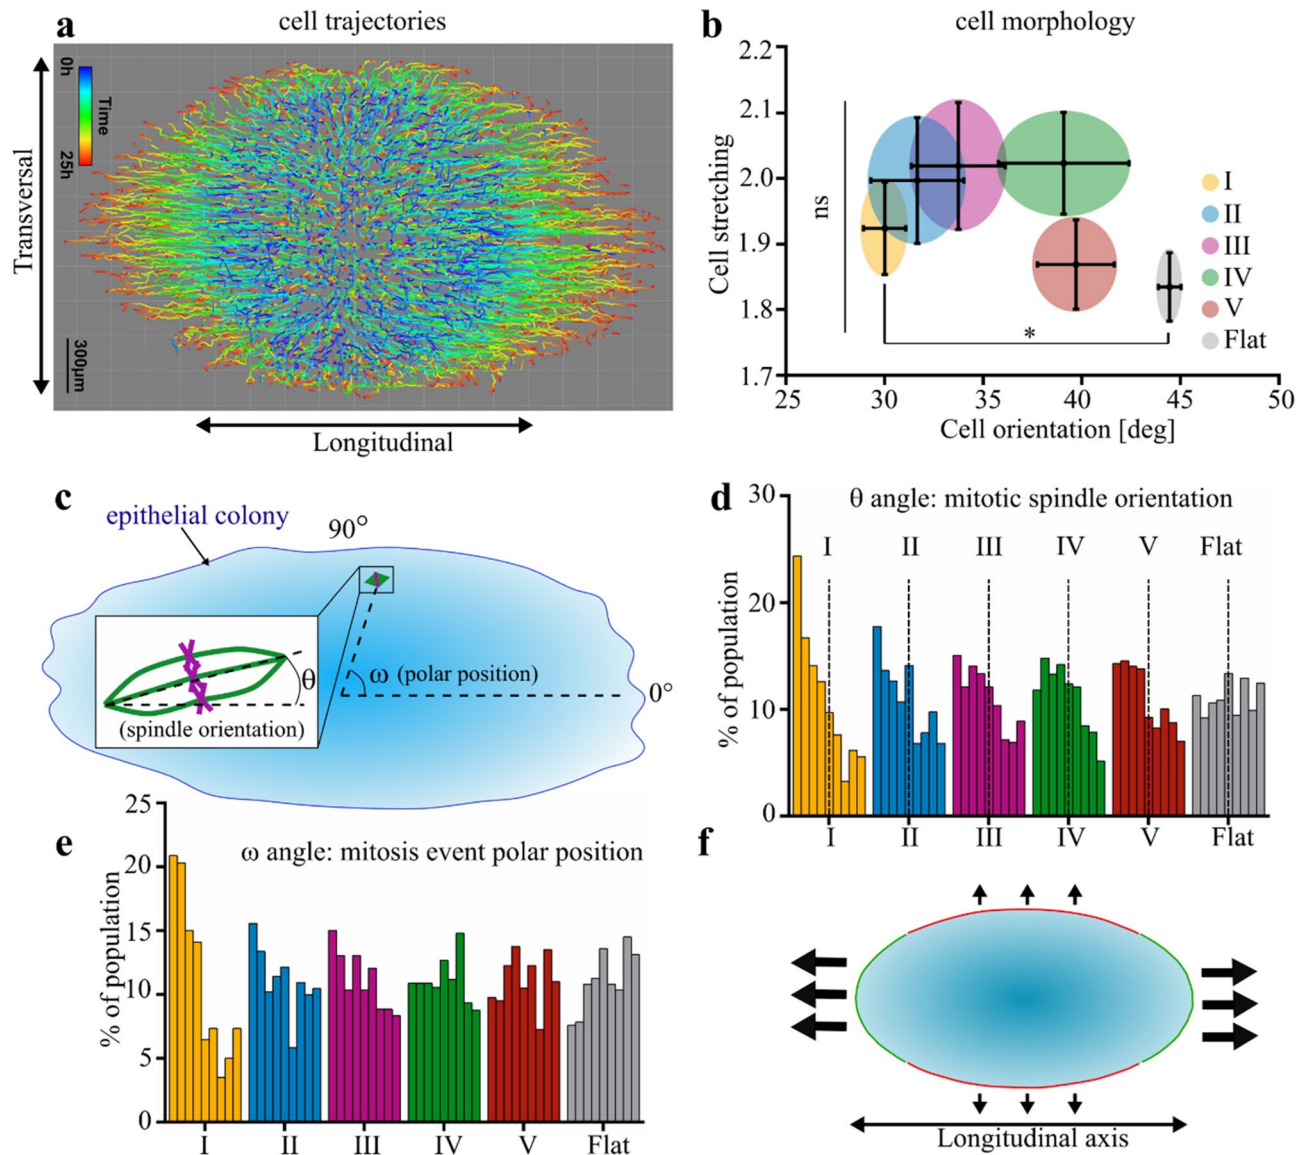 a
cell trajectories
0h
Time
25h
Transversal
300μm
Longitudinal
b
cell morphology
2.2
2.1
2.0
1.9
1.8
1.7
Cell stretching
ns
*
I
II
III
IV
V
Flat
25
30
35
40
45
50
Cell orientation [deg]
c
epithelial colony
90°
θ
(spindle orientation)
ω (polar position)
0°
d
θ angle: mitotic spindle orientation
30
20
10
0
% of population
I II III IV V Flat
I II III IV V Flat
e
ω angle: mitosis event polar position
25
20
15
10
5
0
% of population
I II III IV V Flat
f
Longitudinal axis